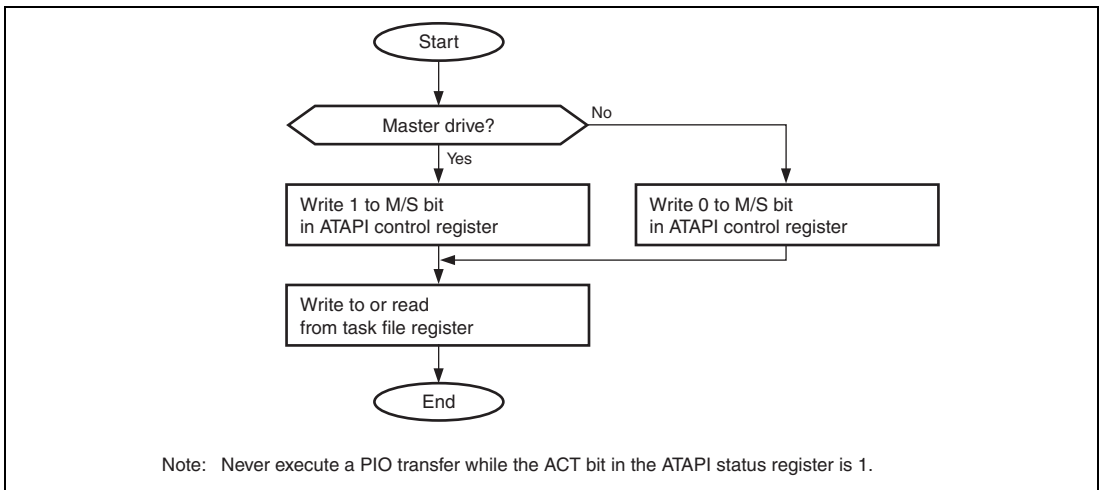 Start
Master drive?
No
Yes
Write 1 to M/S bit
in ATAPI control register
Write 0 to M/S bit
in ATAPI control register
Write to or read
from task file register
End
Note: Never execute a PIO transfer while the ACT bit in the ATAPI status register is 1.